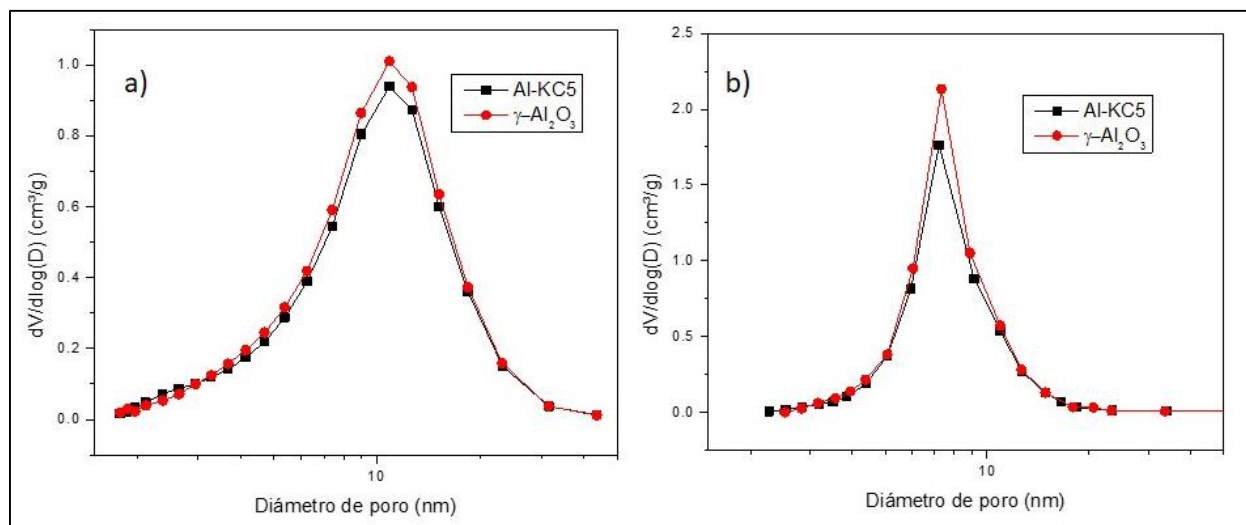 a)
Al-KC5
γ–Al₂O₃
dV/dlog(D) (cm³/g)
1.0
0.8
0.6
0.4
0.2
0.0
10
Diámetro de poro (nm)
b)
Al-KC5
γ–Al₂O₃
dV/dlog(D) (cm³/g)
2.5
2.0
1.5
1.0
0.5
0.0
10
Diámetro de poro (nm)